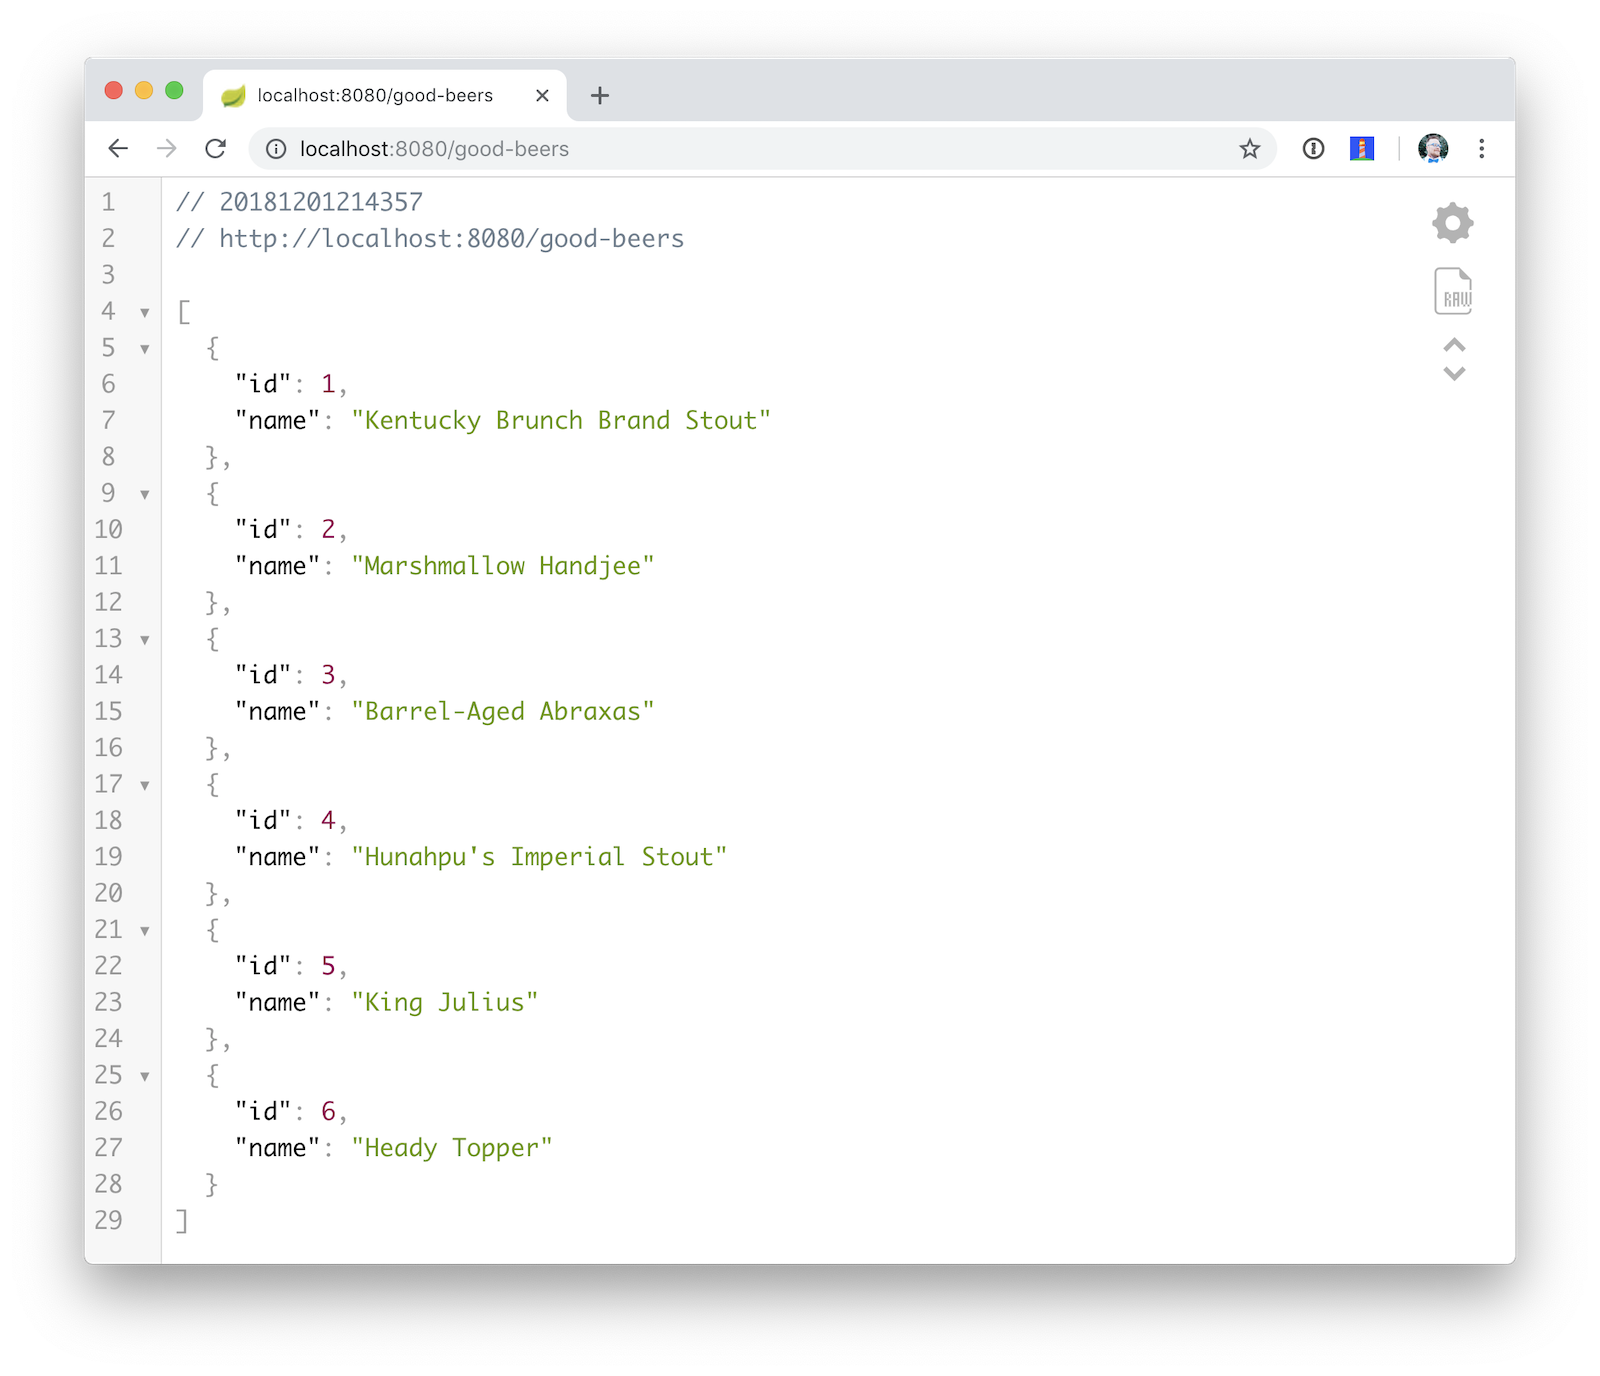 localhost:8080/good-beers
localhost:8080/good-beers
1 // 20181201214357
2 // http://localhost:8080/good-beers
3
4 [
5 {
6 "id": 1,
7 "name": "Kentucky Brunch Brand Stout"
8 },
9 {
10 "id": 2,
11 "name": "Marshmallow Handjee"
12 },
13 {
14 "id": 3,
15 "name": "Barrel-Aged Abraxas"
16 },
17 {
18 "id": 4,
19 "name": "Hunahpu's Imperial Stout"
20 },
21 {
22 "id": 5,
23 "name": "King Julius"
24 },
25 {
26 "id": 6,
27 "name": "Heady Topper"
28 }
29 ]
RAW